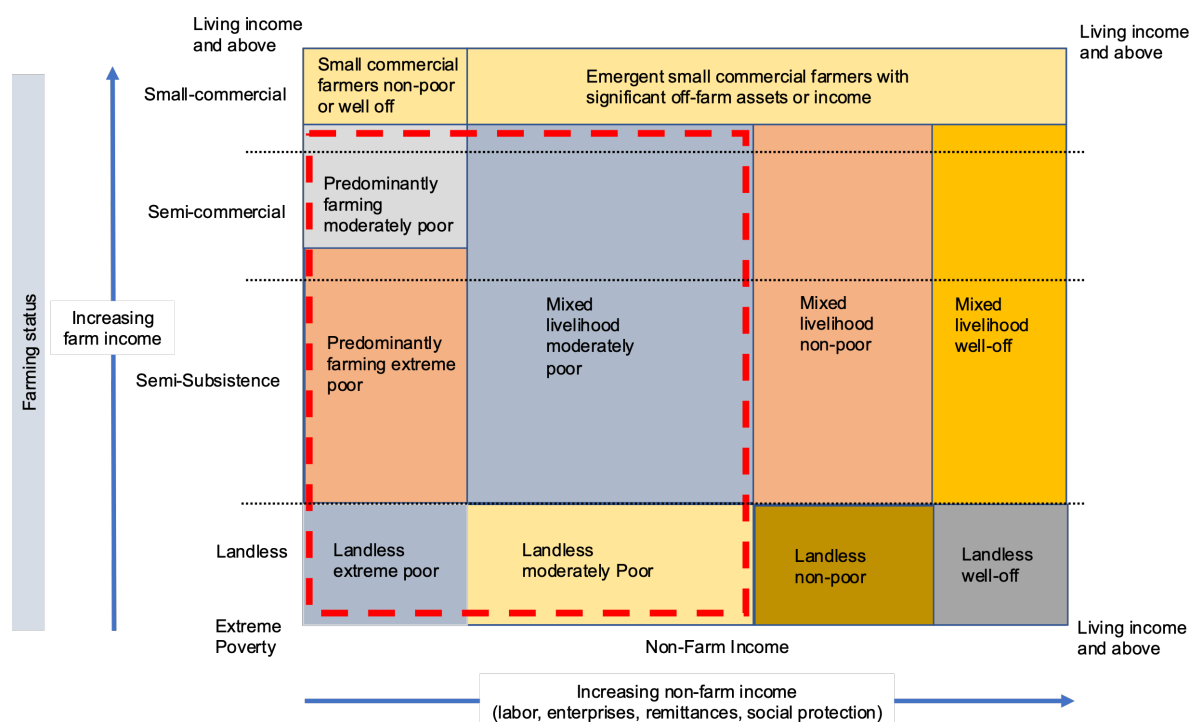 Living income
and above
Living income
and above
Small-commercial
Small commercial
farmers non-poor
or well off
Emergent small commercial farmers with
significant off-farm assets or income
Semi-commercial
Predominantly
farming
moderately poor
Farming status
Increasing
farm income
Semi-Subsistence
Predominantly
farming extreme
poor
Mixed
livelihood
moderately
poor
Mixed
livelihood
non-poor
Mixed
livelihood
well-off
Landless
Landless
extreme poor
Landless
moderately Poor
Landless
non-poor
Landless
well-off
Extreme
Poverty
Non-Farm Income
Living income
and above
Increasing non-farm income
(labor, enterprises, remittances, social protection)